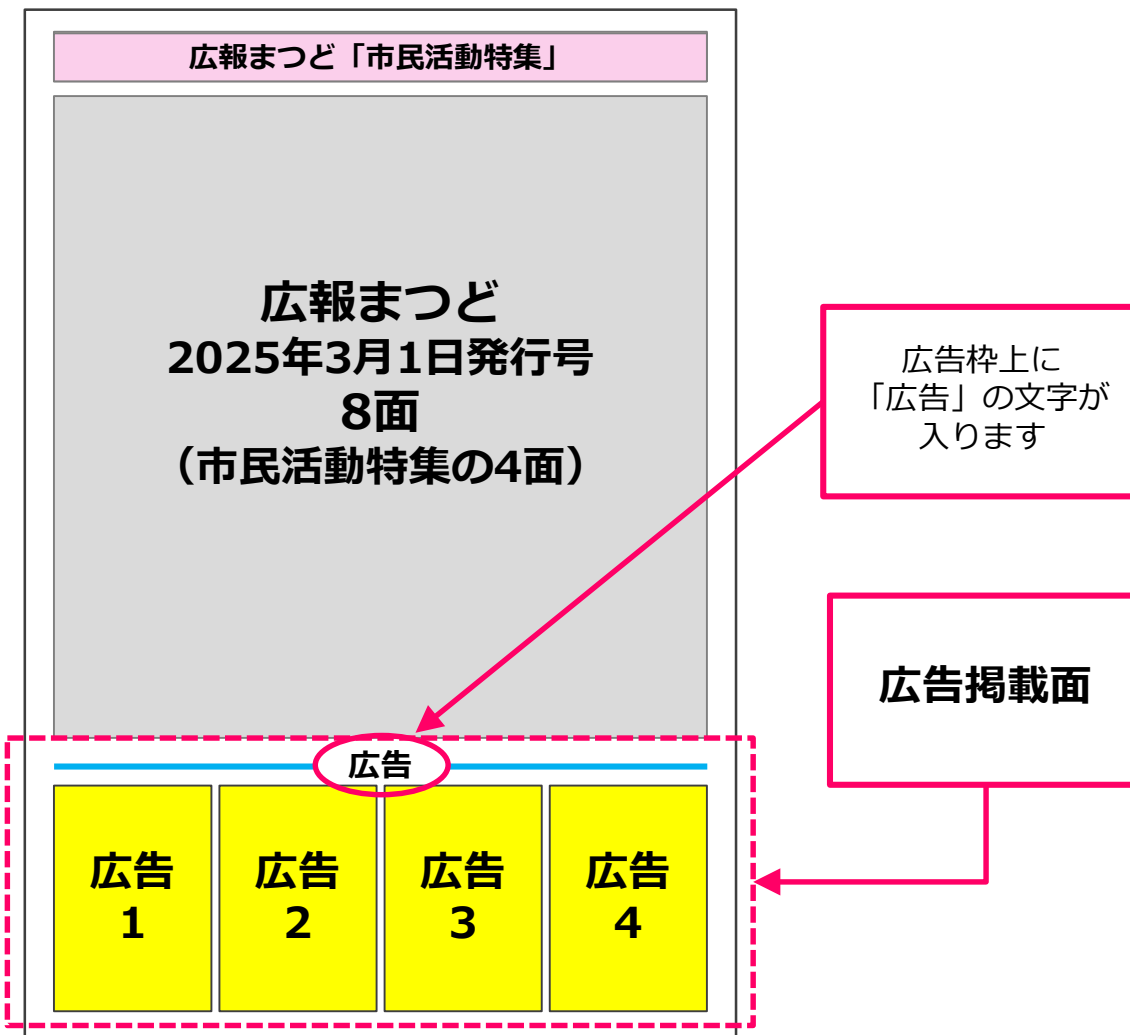 広報まつど「市民活動特集」
広報まつど
2025年3月1日発行号
8面
（市民活動特集の4面）
広告枠上に
「広告」の文字が
入ります
広告掲載面
広告
広告
1
広告
2
広告
3
広告
4